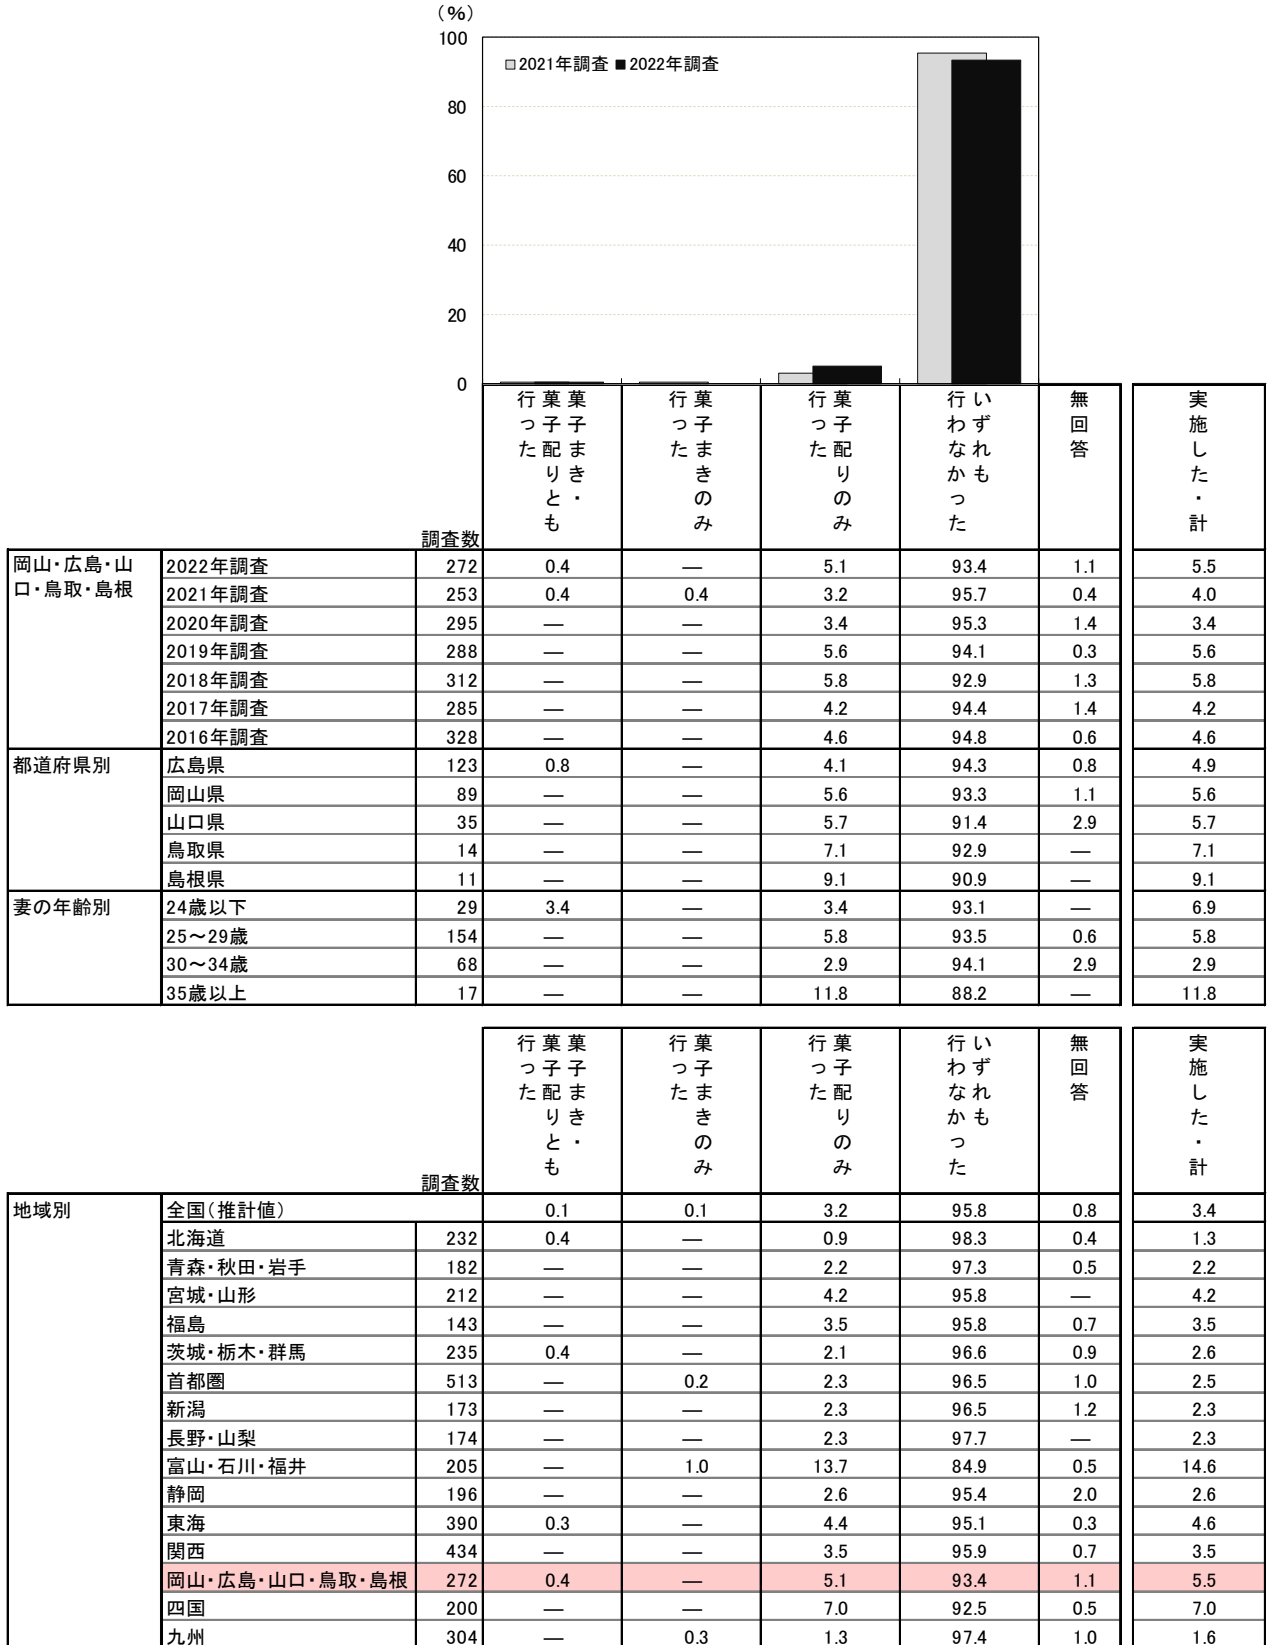 （％）
100
80
60
40
20
0
□2021年調査 ■2022年調査
調査数 菓子まき・菓子配りとも行った 菓子まきのみ行った 菓子配りのみ行った いずれも行わなかった 無回答 実施した・計
岡山・広島・山口・鳥取・島根 2022年調査 272 0.4 ― 5.1 93.4 1.1 5.5
2021年調査 253 0.4 0.4 3.2 95.7 0.4 4.0
2020年調査 295 ― ― 3.4 95.3 1.4 3.4
2019年調査 288 ― ― 5.6 94.1 0.3 5.6
2018年調査 312 ― ― 5.8 92.9 1.3 5.8
2017年調査 285 ― ― 4.2 94.4 1.4 4.2
2016年調査 328 ― ― 4.6 94.8 0.6 4.6
都道府県別 広島県 123 0.8 ― 4.1 94.3 0.8 4.9
岡山県 89 ― ― 5.6 93.3 1.1 5.6
山口県 35 ― ― 5.7 91.4 2.9 5.7
鳥取県 14 ― ― 7.1 92.9 ― 7.1
島根県 11 ― ― 9.1 90.9 ― 9.1
妻の年齢別 24歳以下 29 3.4 ― 3.4 93.1 ― 6.9
25～29歳 154 ― ― 5.8 93.5 0.6 5.8
30～34歳 68 ― ― 2.9 94.1 2.9 2.9
35歳以上 17 ― ― 11.8 88.2 ― 11.8
調査数 菓子まき・菓子配りとも行った 菓子まきのみ行った 菓子配りのみ行った いずれも行わなかった 無回答 実施した・計
地域別 全国（推計値） 0.1 0.1 3.2 95.8 0.8 3.4
北海道 232 0.4 ― 0.9 98.3 0.4 1.3
青森・秋田・岩手 182 ― ― 2.2 97.3 0.5 2.2
宮城・山形 212 ― ― 4.2 95.8 ― 4.2
福島 143 ― ― 3.5 95.8 0.7 3.5
茨城・栃木・群馬 235 0.4 ― 2.1 96.6 0.9 2.6
首都圏 513 ― 0.2 2.3 96.5 1.0 2.5
新潟 173 ― ― 2.3 96.5 1.2 2.3
長野・山梨 174 ― ― 2.3 97.7 ― 2.3
富山・石川・福井 205 ― 1.0 13.7 84.9 0.5 14.6
静岡 196 ― ― 2.6 95.4 2.0 2.6
東海 390 0.3 ― 4.4 95.1 0.3 4.6
関西 434 ― ― 3.5 95.9 0.7 3.5
岡山・広島・山口・鳥取・島根 272 0.4 ― 5.1 93.4 1.1 5.5
四国 200 ― ― 7.0 92.5 0.5 7.0
九州 304 ― 0.3 1.3 97.4 1.0 1.6